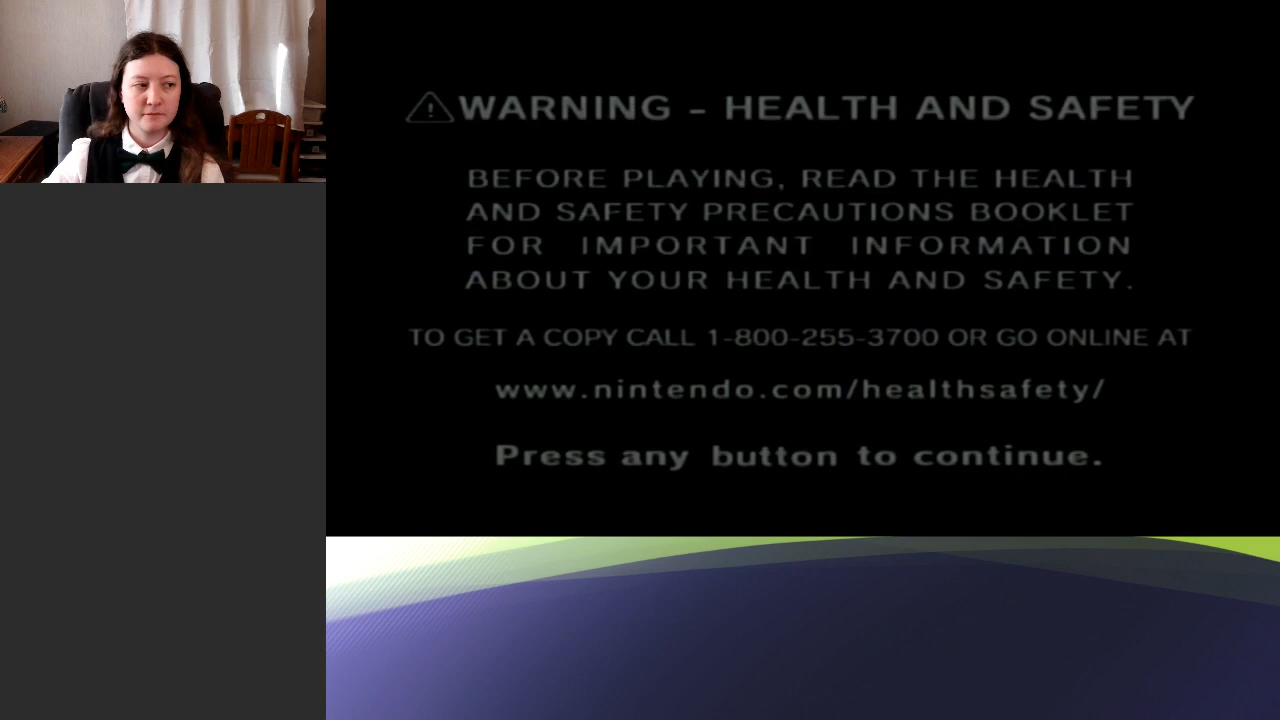 WARNING - HEALTH AND SAFETY
BEFORE PLAYING, READ THE HEALTH
AND SAFETY PRECAUTIONS BOOKLET
FOR IMPORTANT INFORMATION
ABOUT YOUR HEALTH AND SAFETY.
TO GET A COPY CALL 1-800-255-3700 OR GO ONLINE AT
www.nintendo.com/healthsafety/
Press any button to continue.